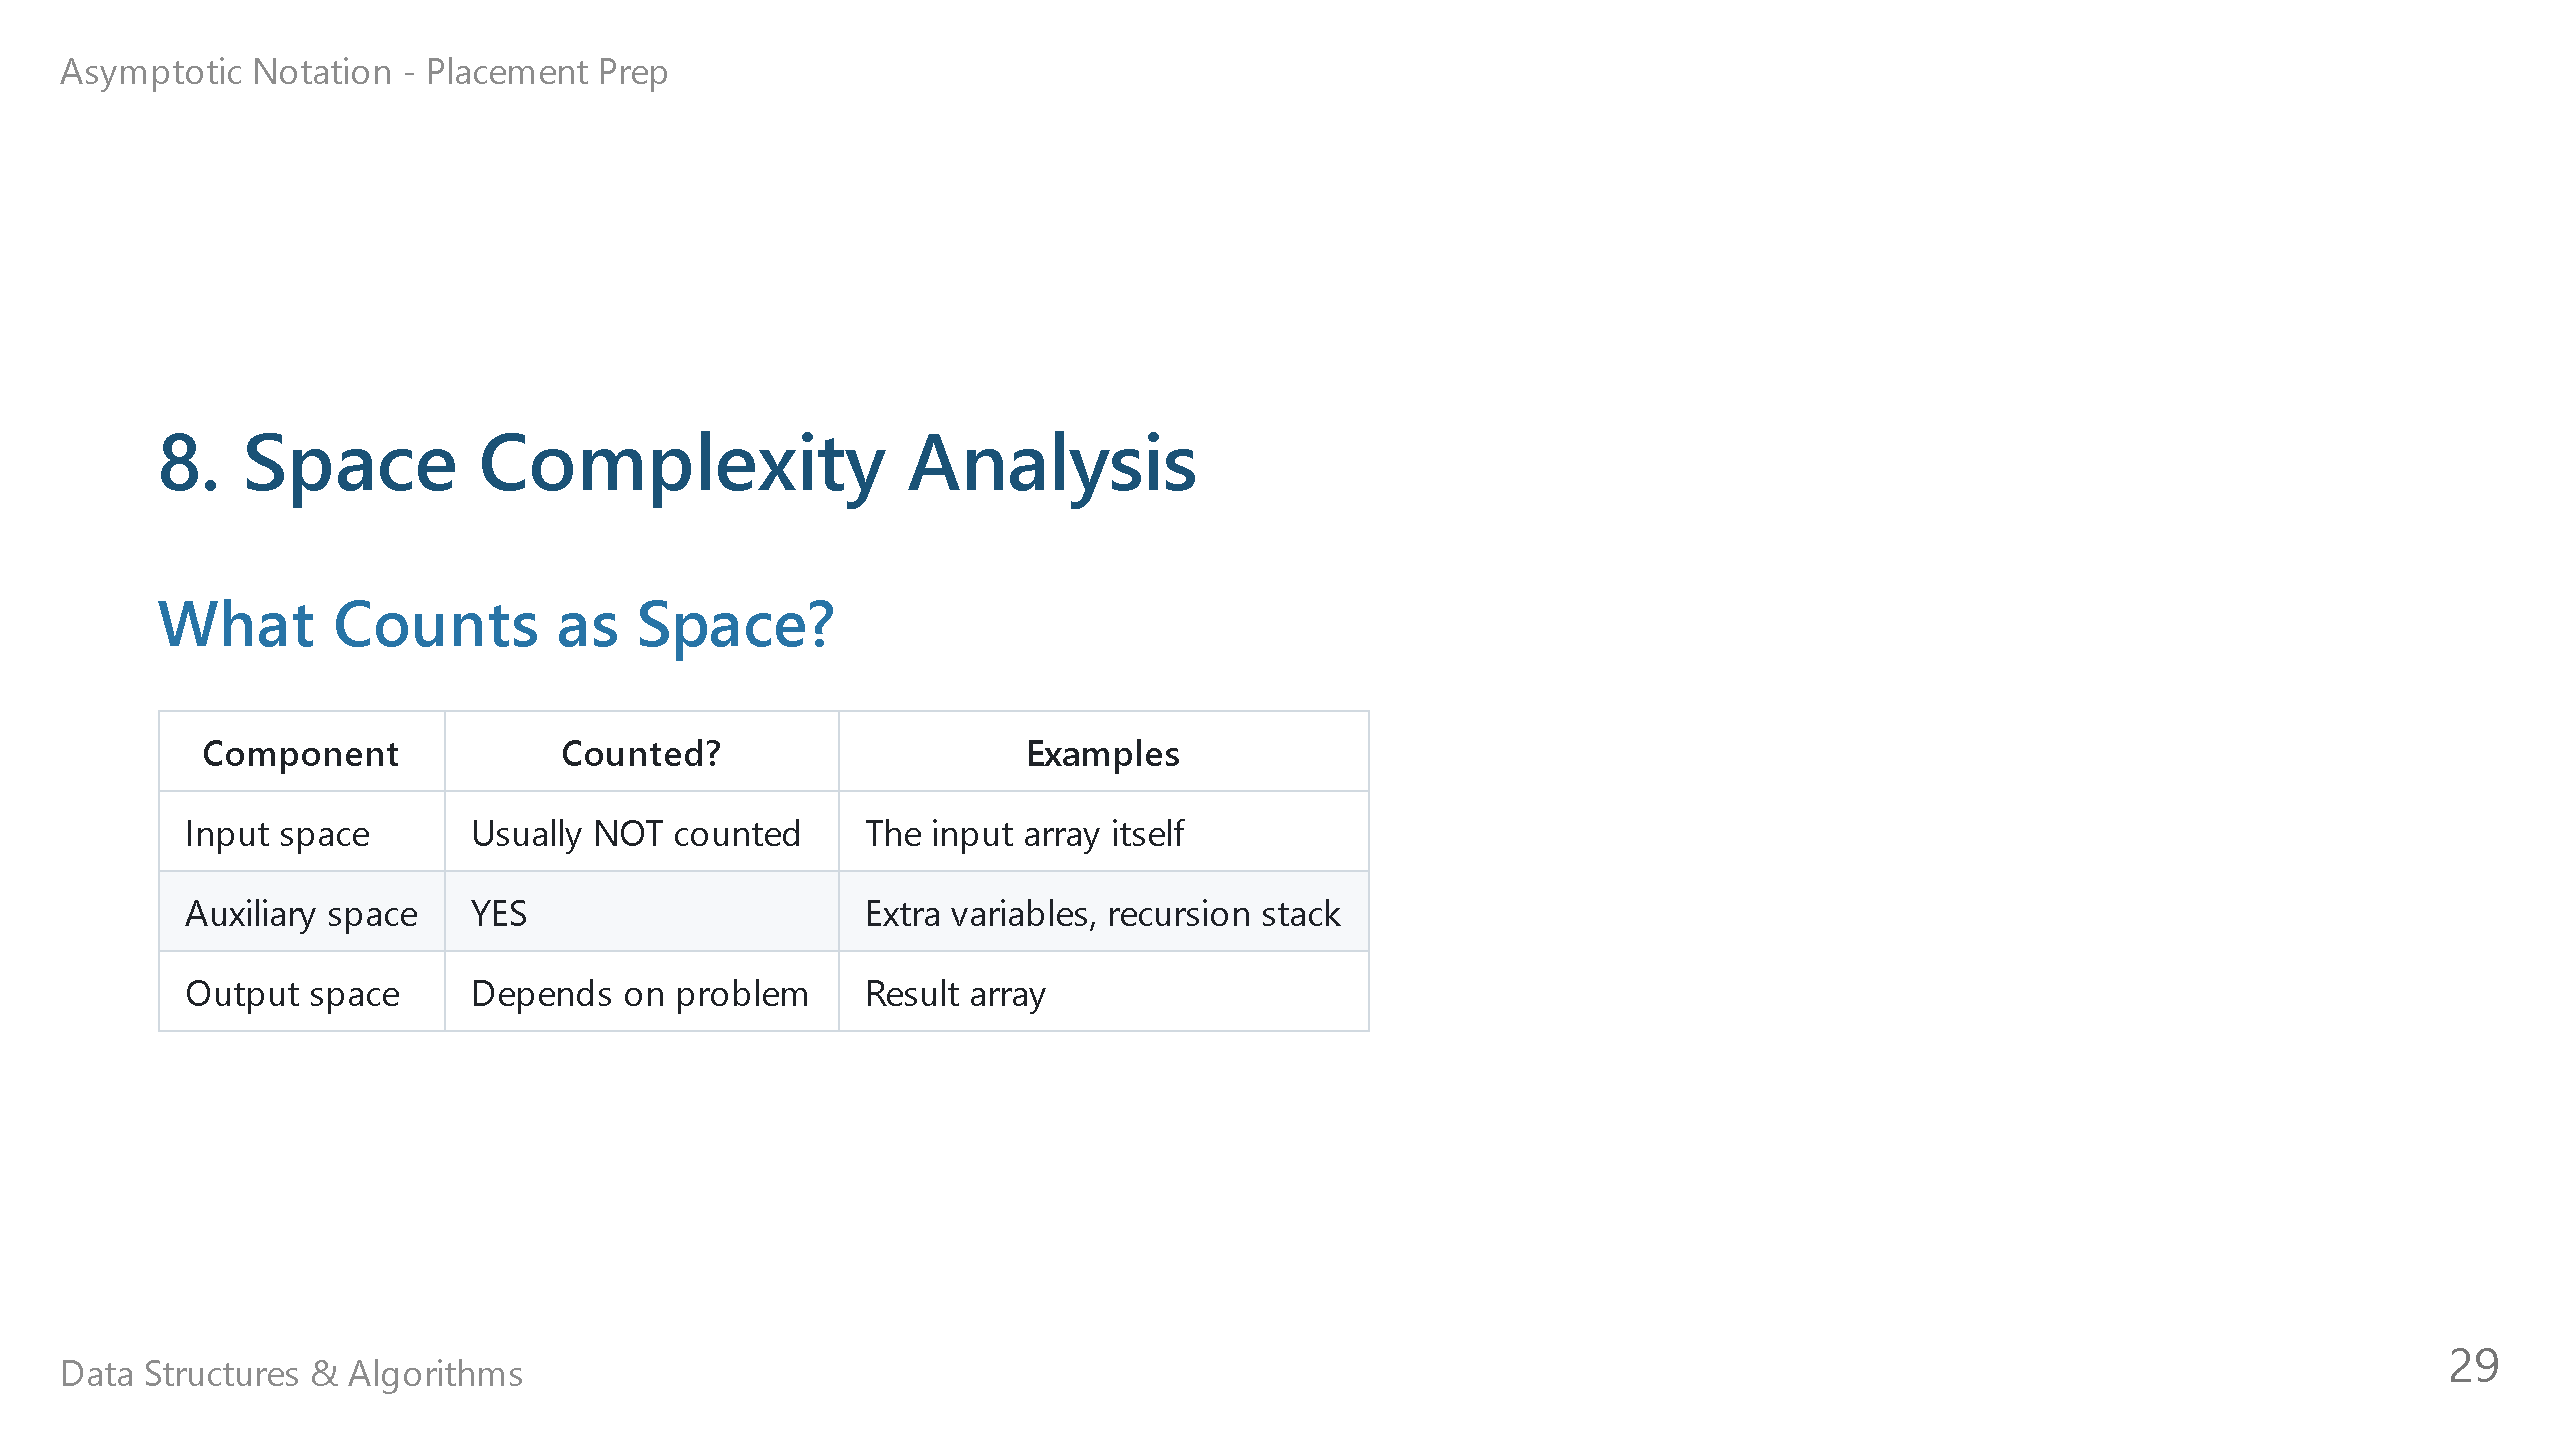 Asymptotic Notation - Placement Prep
8. Space Complexity Analysis
What Counts as Space?
Component Counted? Examples
Input space Usually NOT counted The input array itself
Auxiliary space YES Extra variables, recursion stack
Output space Depends on problem Result array
Data Structures & Algorithms
29